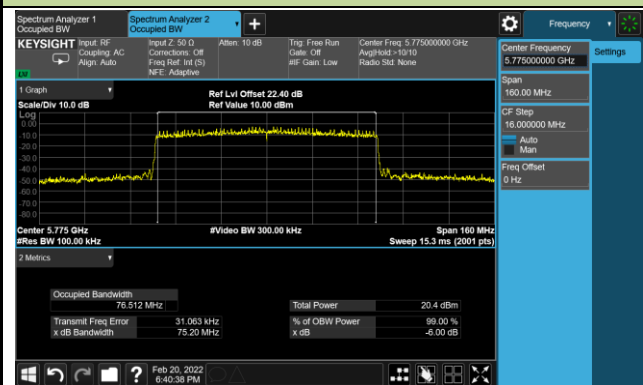 Spectrum Analyzer 1
Occupied BW
Spectrum Analyzer 2
Occupied BW
Frequency
KEYSIGHT
Input: RF
Coupling: AC
Align: Auto
Input Z: 50 Ω
Corrections: Off
Freq Ref: Int (S)
NFE: Adaptive
Atten: 10 dB
Trig: Free Run
Gate: Off
#IF Gain: Low
Center Freq: 5.775000000 GHz
Avg|Hold:>10/10
Radio Std: None
Center Frequency
5.775000000 GHz
Settings
Span
160.00 MHz
CF Step
16.000000 MHz
Auto
Man
Freq Offset
0 Hz
1 Graph
Scale/Div 10.0 dB
Ref Lvl Offset 22.40 dB
Ref Value 10.00 dBm
Log
0.00
-10.0
-20.0
-30.0
-40.0
-50.0
-60.0
-70.0
-80.0
Center 5.775 GHz
#Res BW 100.00 kHz
#Video BW 300.00 kHz
Span 160 MHz
Sweep 15.3 ms (2001 pts)
2 Metrics
Occupied Bandwidth
76.512 MHz
Transmit Freq Error 31.063 kHz
x dB Bandwidth 75.20 MHz
Total Power 20.4 dBm
% of OBW Power 99.00 %
x dB -6.00 dB
?
Feb 20, 2022
6:40:38 PM